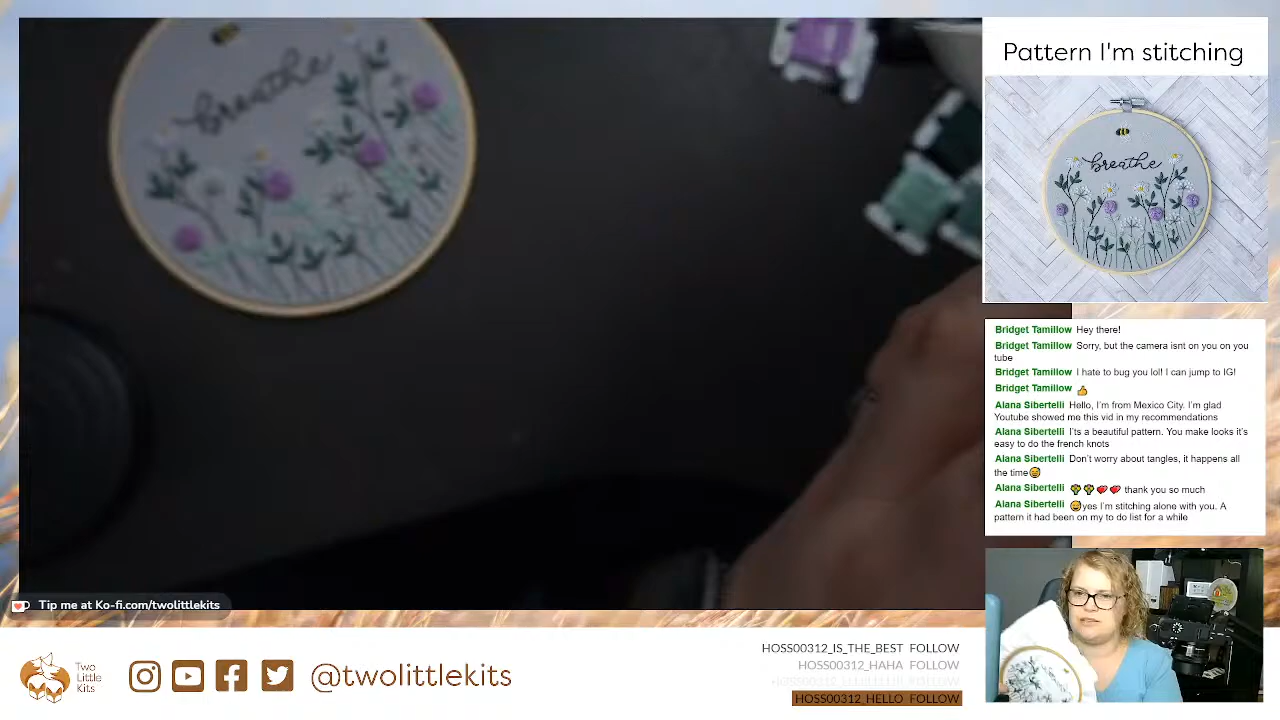 breathe
Pattern I'm stitching
breathe
Bridget Tamillow Hey there!
Bridget Tamillow Sorry, but the camera isnt on you on you
tube
Bridget Tamillow I hate to bug you lol! I can jump to IG!
Bridget Tamillow 👍
Alana Sibertelli Hello, I'm from Mexico City. I'm glad
Youtube showed me this vid in my recommendations
Alana Sibertelli I'ts a beautiful pattern. You make looks it's
easy to do the french knots
Alana Sibertelli Don't worry about tangles, it happens all
the time😅
Alana Sibertelli 🌵🌵❤️❤️ thank you so much
Alana Sibertelli 😅yes I'm stitching alone with you. A
pattern it had been on my to do list for a while
Tip me at Ko-fi.com/twolittlekits
Two
Little
Kits
@twolittlekits
HOSS00312_IS_THE_BEST FOLLOW
HOSS00312_HAHA FOLLOW
HOSS00312_HELLO FOLLOW